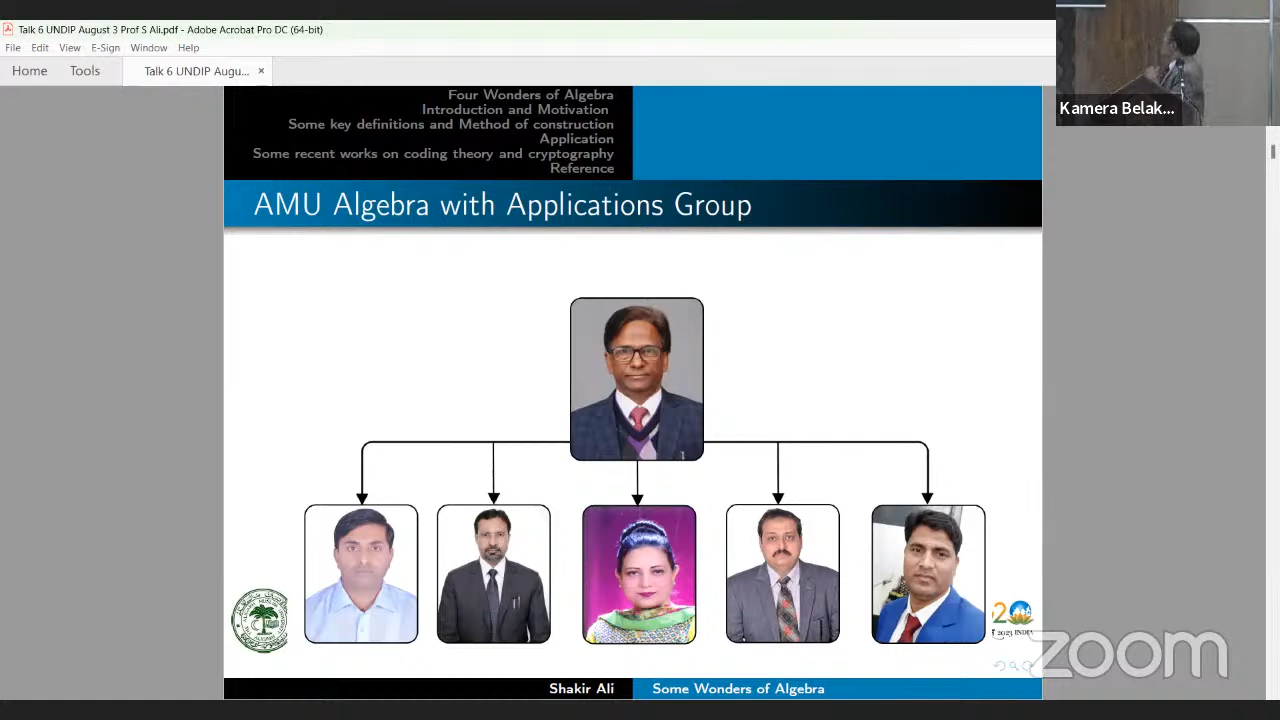 Talk 6 UNDIP August 3 Prof S Ali.pdf - Adobe Acrobat Pro DC (64-bit)
File Edit View E-Sign Window Help
Home Tools Talk 6 UNDIP Augu... ×
Kamera Belak...
Four Wonders of Algebra
Introduction and Motivation
Some key definitions and Method of construction
Application
Some recent works on coding theory and cryptography
Reference
AMU Algebra with Applications Group
2023 INDIA
zoom
Shakir Ali Some Wonders of Algebra